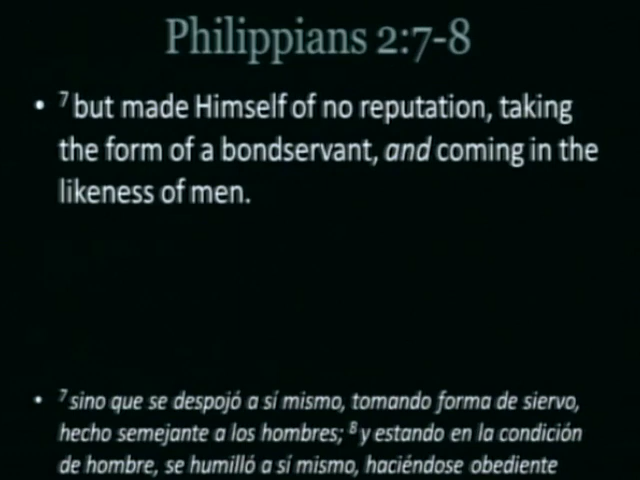 Philippians 2:7-8
• 7 but made Himself of no reputation, taking
the form of a bondservant, and coming in the
likeness of men.
• 7 sino que se despojó a sí mismo, tomando forma de siervo,
hecho semejante a los hombres; 8 y estando en la condición
de hombre, se humilló a sí mismo, haciéndose obediente